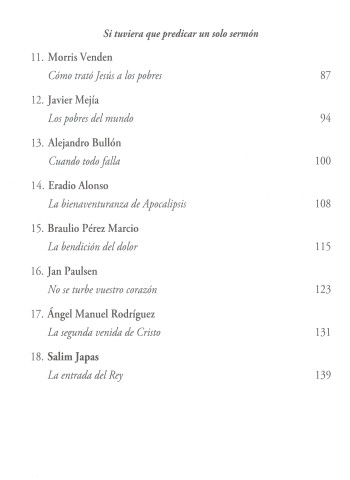 Si tuviera que predicar un solo sermón
11. Morris Venden
Cómo trató Jesús a los pobres 87
12. Javier Mejía
Los pobres del mundo 94
13. Alejandro Bullón
Cuando todo falla 100
14. Eradio Alonso
La bienaventuranza de Apocalipsis 108
15. Braulio Pérez Marcio
La bendición del dolor 115
16. Jan Paulsen
No se turbe vuestro corazón 123
17. Ángel Manuel Rodríguez
La segunda venida de Cristo 131
18. Salim Japas
La entrada del Rey 139